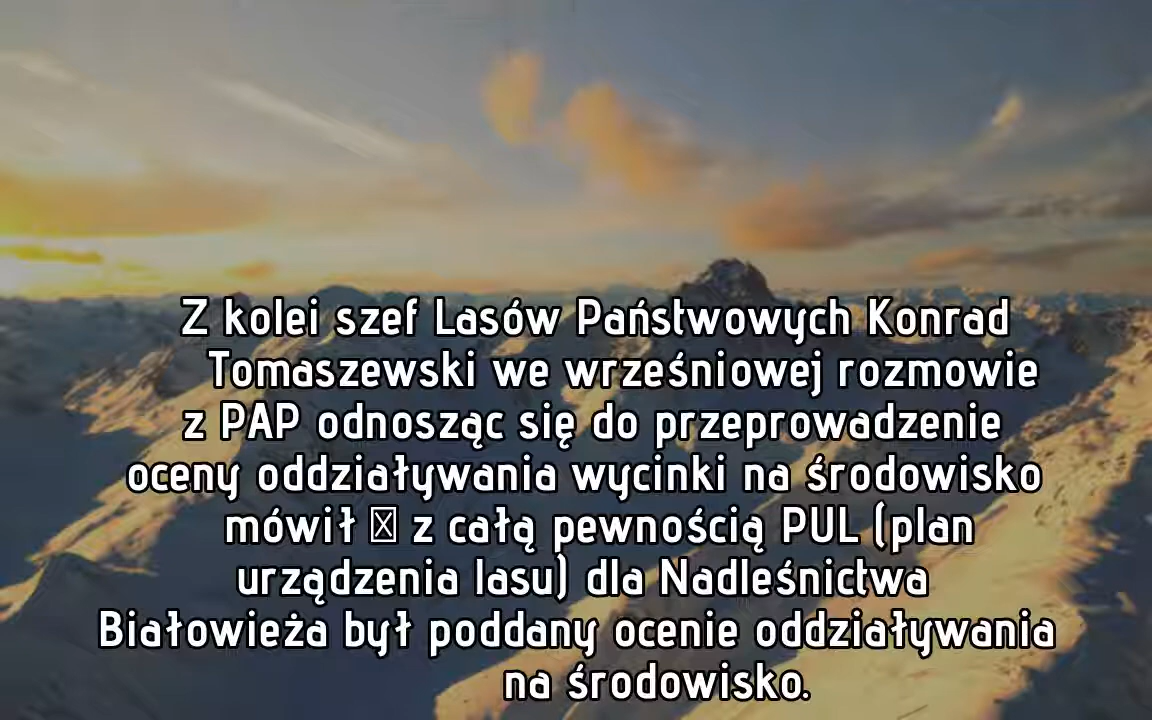 Z kolei szef Lasów Państwowych Konrad
Tomaszewski we wrześniowej rozmowie
z PAP odnosząc się do przeprowadzenie
oceny oddziaływania wycinki na środowisko
mówił z całą pewnością PUL (plan
urządzenia lasu) dla Nadleśnictwa
Białowieża był poddany ocenie oddziaływania
na środowisko.